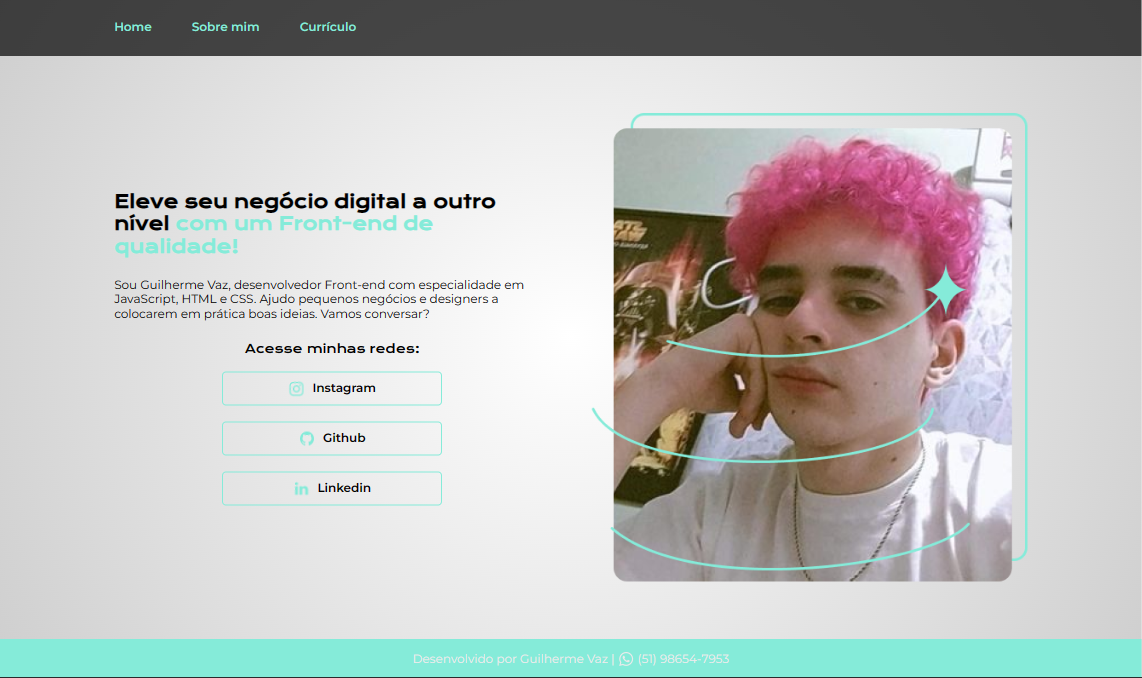 Home Sobre mim Currículo
Eleve seu negócio digital a outro
nível com um Front-end de
qualidade!
Sou Guilherme Vaz, desenvolvedor Front-end com especialidade em
JavaScript, HTML e CSS. Ajudo pequenos negócios e designers a
colocarem em prática boas ideias. Vamos conversar?
Acesse minhas redes:
Instagram
Github
Linkedin
Desenvolvido por Guilherme Vaz | (51) 98654-7953